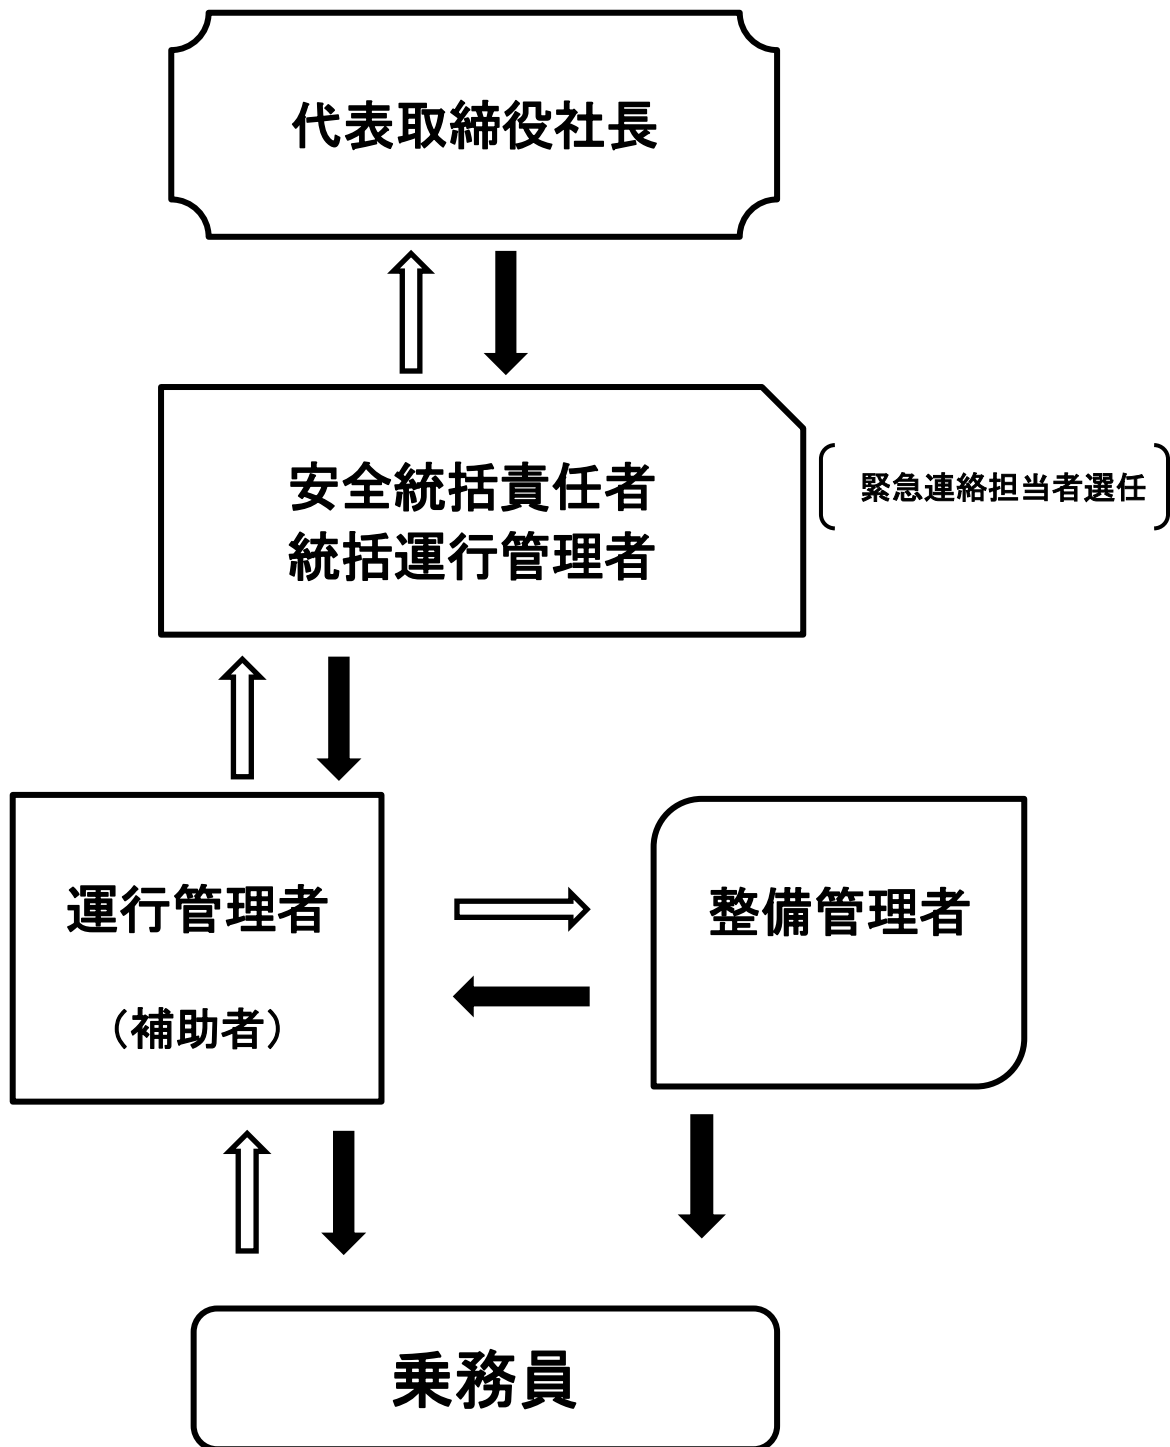 代表取締役社長
安全統括責任者
統括運行管理者
緊急連絡担当者選任
運行管理者
（補助者）
整備管理者
乗務員